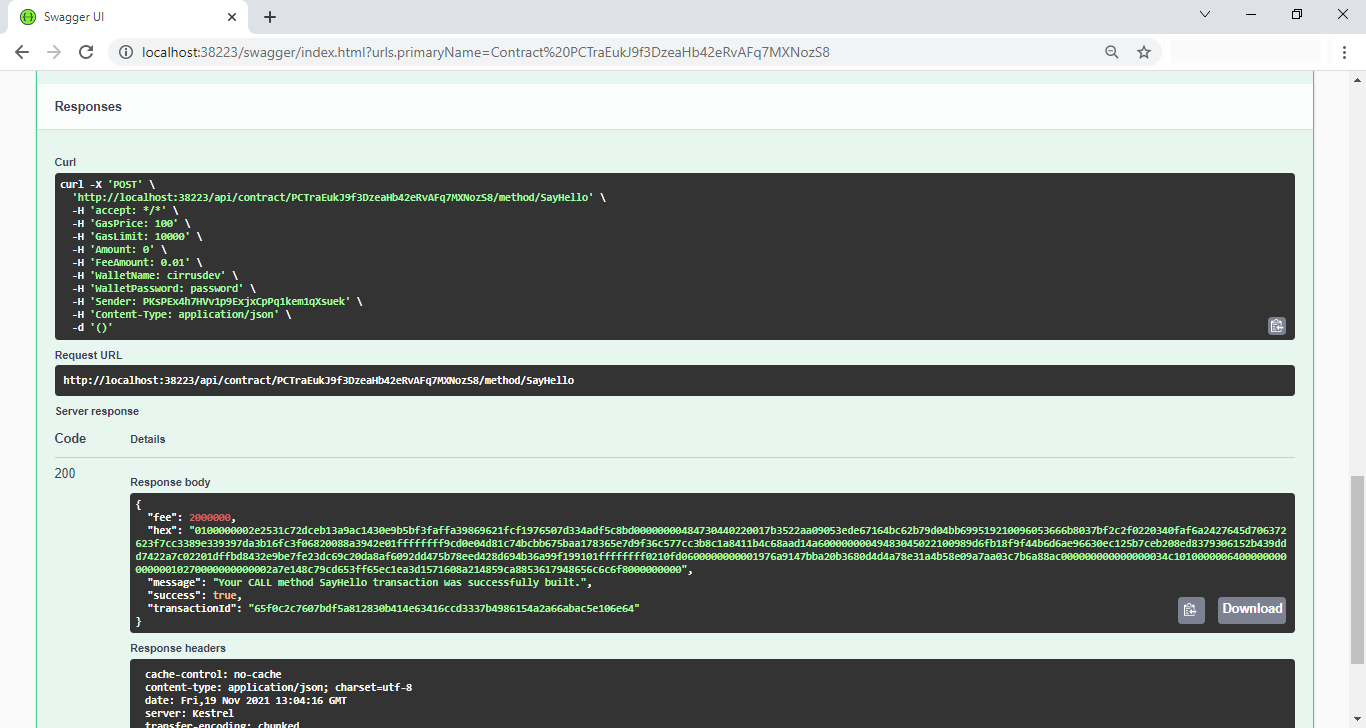 Swagger UI
localhost:38223/swagger/index.html?urls.primaryName=Contract%20PCTraEukJ9f3DzeaHb42eRvAFq7MXNozS8
Responses
Curl
curl -X 'POST' \
'http://localhost:38223/api/contract/PCTraEukJ9f3DzeaHb42eRvAFq7MXNozS8/method/SayHello' \
-H 'accept: */*' \
-H 'GasPrice: 100' \
-H 'GasLimit: 10000' \
-H 'Amount: 0' \
-H 'FeeAmount: 0.01' \
-H 'WalletName: cirrusdev' \
-H 'WalletPassword: password' \
-H 'Sender: PKsPEx4h7HVv1p9ExjxCpPq1kem1qXsuek' \
-H 'Content-Type: application/json' \
-d '()'
Request URL
http://localhost:38223/api/contract/PCTraEukJ9f3DzeaHb42eRvAFq7MXNozS8/method/SayHello
Server response
Code Details
200
Response body
{
"fee": 2000000,
"hex": "0100000002e2531c72dceb13a9ac1430e9b5bf3faffa39869621fcf1976507d334adf5c8bd00000000484730440220017b3522aa09053ede67164bc62b79d04bb699519210096053666b8037bf2c2f0220340faf6a2427645d706372
623f7cc3389e339397da3b16fc3f06820088a3942e01ffffffff9cd0e04d81c74bcbb675baa178365e7d9f36c577cc3b8c1a8411b4c68aad14a60000000049483045022100989d6fb18f9f44b6d6ae96630ec125b7ceb208ed8379306152b439dd
d7422a7c02201dffbd8432e9be7fe23dc69c20da8af6092dd475b78eed428d694b36a99f199101ffffffff0210fd0600000000001976a9147bba20b3680d4d4a78e31a4b58e09a7aa03c7b6a88ac000000000000000034c10100000064000000000
0000010270000000000002a7e148c79cd653ff65ec1ea3d1571608a214859ca8853617948656c6c6f8000000000",
"message": "Your CALL method SayHello transaction was successfully built.",
"success": true,
"transactionId": "65f0c2c7607bdf5a812830b414e63416ccd3337b4986154a2a66abac5e106e64"
}
Download
Response headers
cache-control: no-cache
content-type: application/json; charset=utf-8
date: Fri,19 Nov 2021 13:04:16 GMT
server: Kestrel
transfer-encoding: chunked